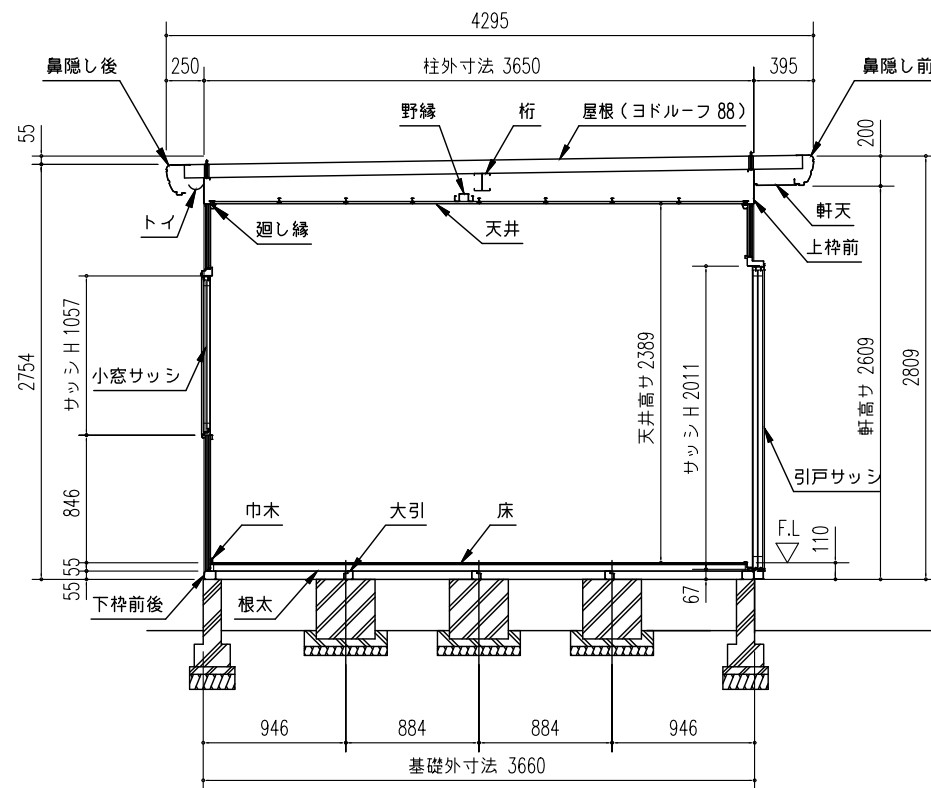 4295
鼻隠し後
250
柱外寸法 3650
395
鼻隠し前
55
野縁
桁
屋根(ヨドルーフ 88)
200
トイ
廻し縁
天井
軒天
上枠前
2754
サッシ H 1057
小窓サッシ
天井高サ 2389
サッシ H 2011
軒高サ 2609
2809
引戸サッシ
846
巾木
大引
床
F.L
110
55
55
下枠前後
根太
67
946
884
884
946
基礎外寸法 3660